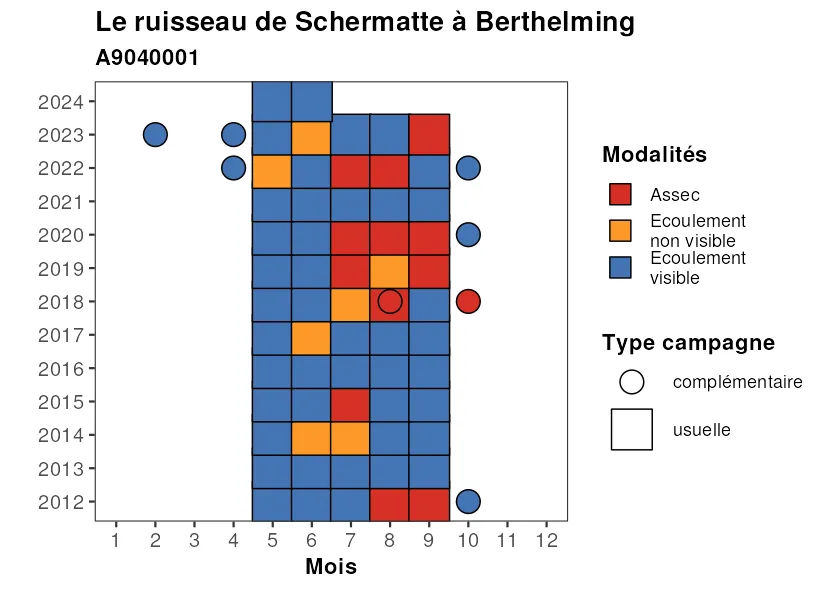 Le ruisseau de Schermatte à Berthelming
A9040001
2024
2023
2022
2021
2020
2019
2018
2017
2016
2015
2014
2013
2012
1 2 3 4 5 6 7 8 9 10 11 12
Mois
Modalités
Assec
Ecoulement
non visible
Ecoulement
visible
Type campagne
complémentaire
usuelle